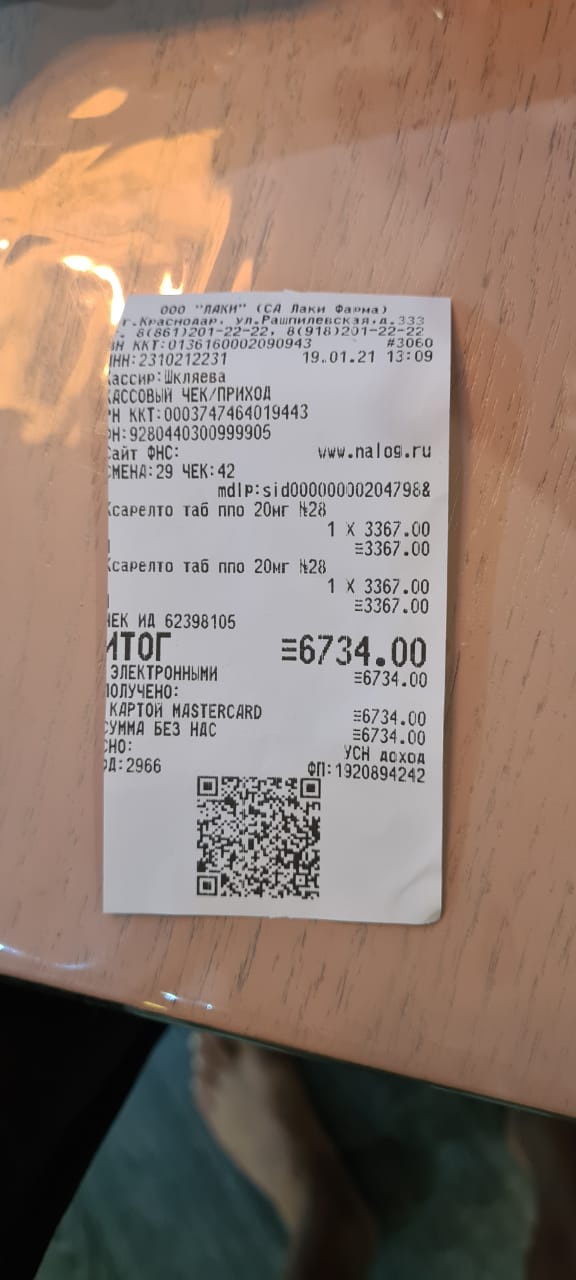 ООО "ЛАКИ" (СА Лаки Фарма)
г.Краснодар, ул.Рашпилевская,д.333
. 8(861)201-22-22, 8(918)201-22-22
ЗН ККТ:0136160002090943 #3060
ИНН:2310212231 19.01.21 13:09
Кассир:Шкляева
КАССОВЫЙ ЧЕК/ПРИХОД
РН ККТ:0003747464019443
ФН:9280440300999905
Сайт ФНС: www.nalog.ru
СМЕНА:29 ЧЕК:42
mdlp:sid00000000204798&
Ксарелто таб ппо 20мг №28
1 X 3367.00
≡3367.00
Ксарелто таб ппо 20мг №28
1 X 3367.00
≡3367.00
ЧЕК ИД 62398105
ИТОГ ≡6734.00
ЭЛЕКТРОННЫМИ ≡6734.00
ПОЛУЧЕНО:
КАРТОЙ MASTERCARD ≡6734.00
СУММА БЕЗ НДС ≡6734.00
СНО: УСН доход
ФД:2966 ФП:1920894242